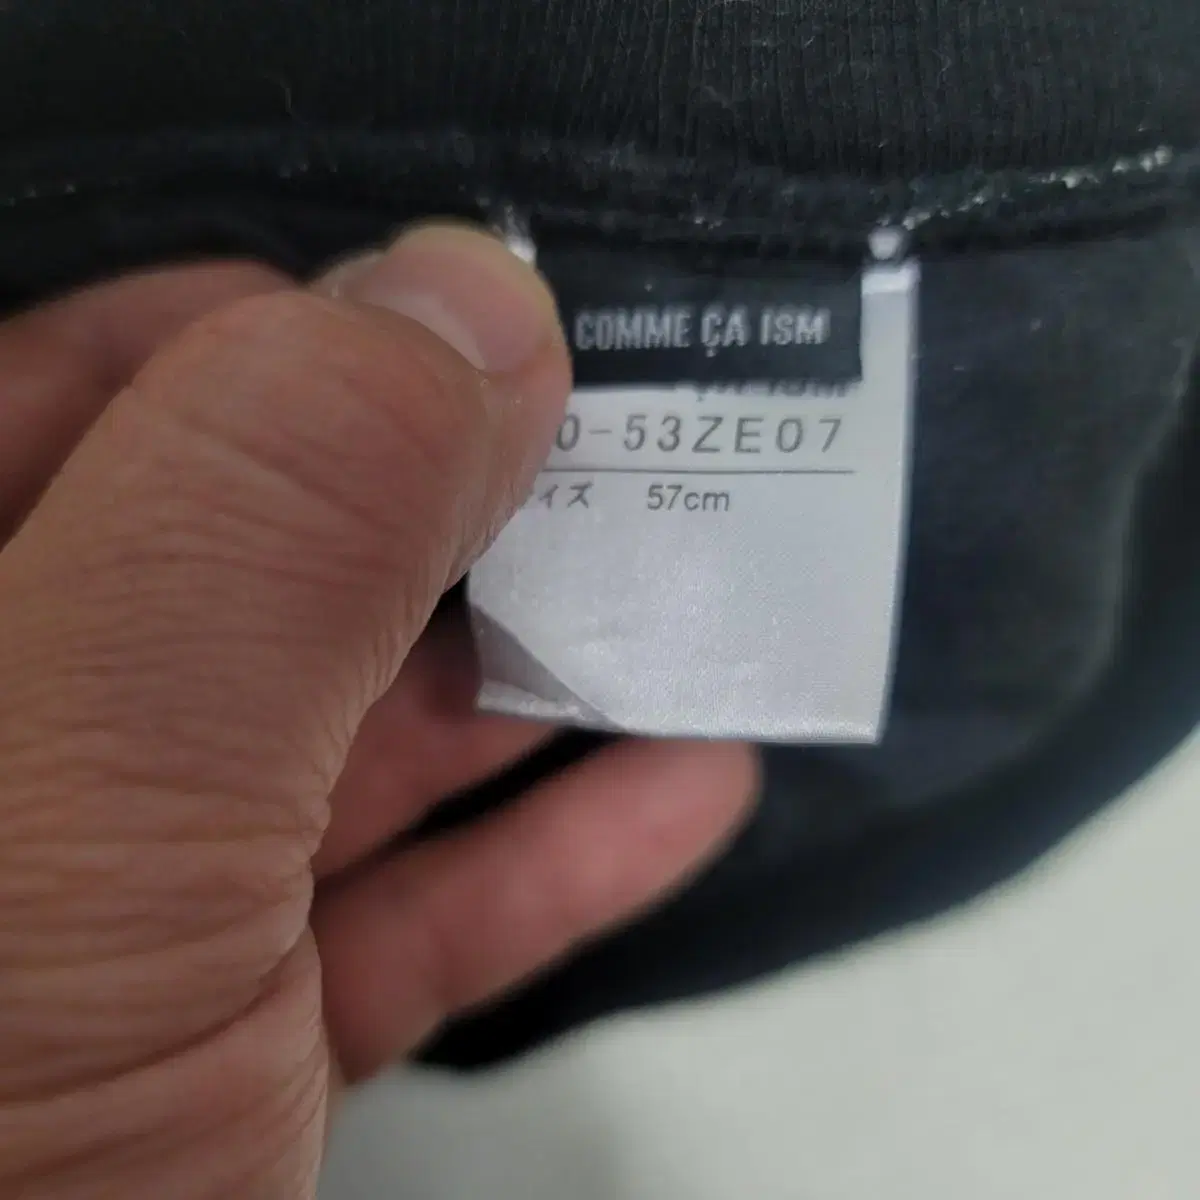 COMME ÇA ISM
0-53ZE07
イズ 57cm